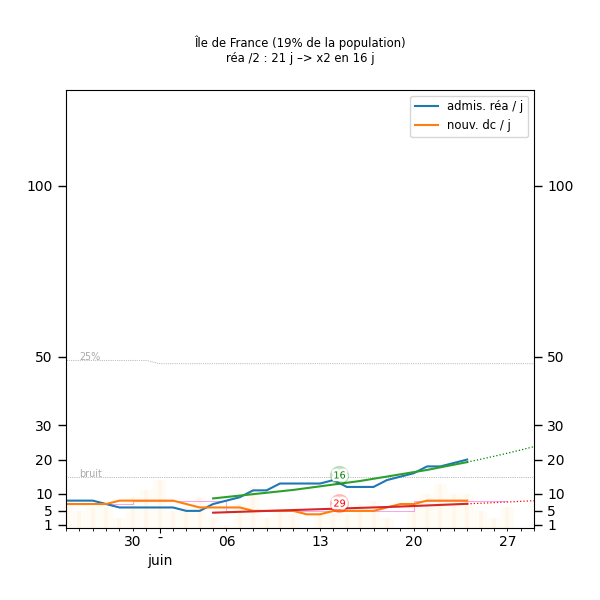 Île de France (19% de la population)
réa /2 : 21 j –> x2 en 16 j
admis. réa / j
nouv. dc / j
100 100
25%
50 50
30 30
20 20
bruit
16
10 10
29
5 5
1 1
30 - 06 13 20 27
juin